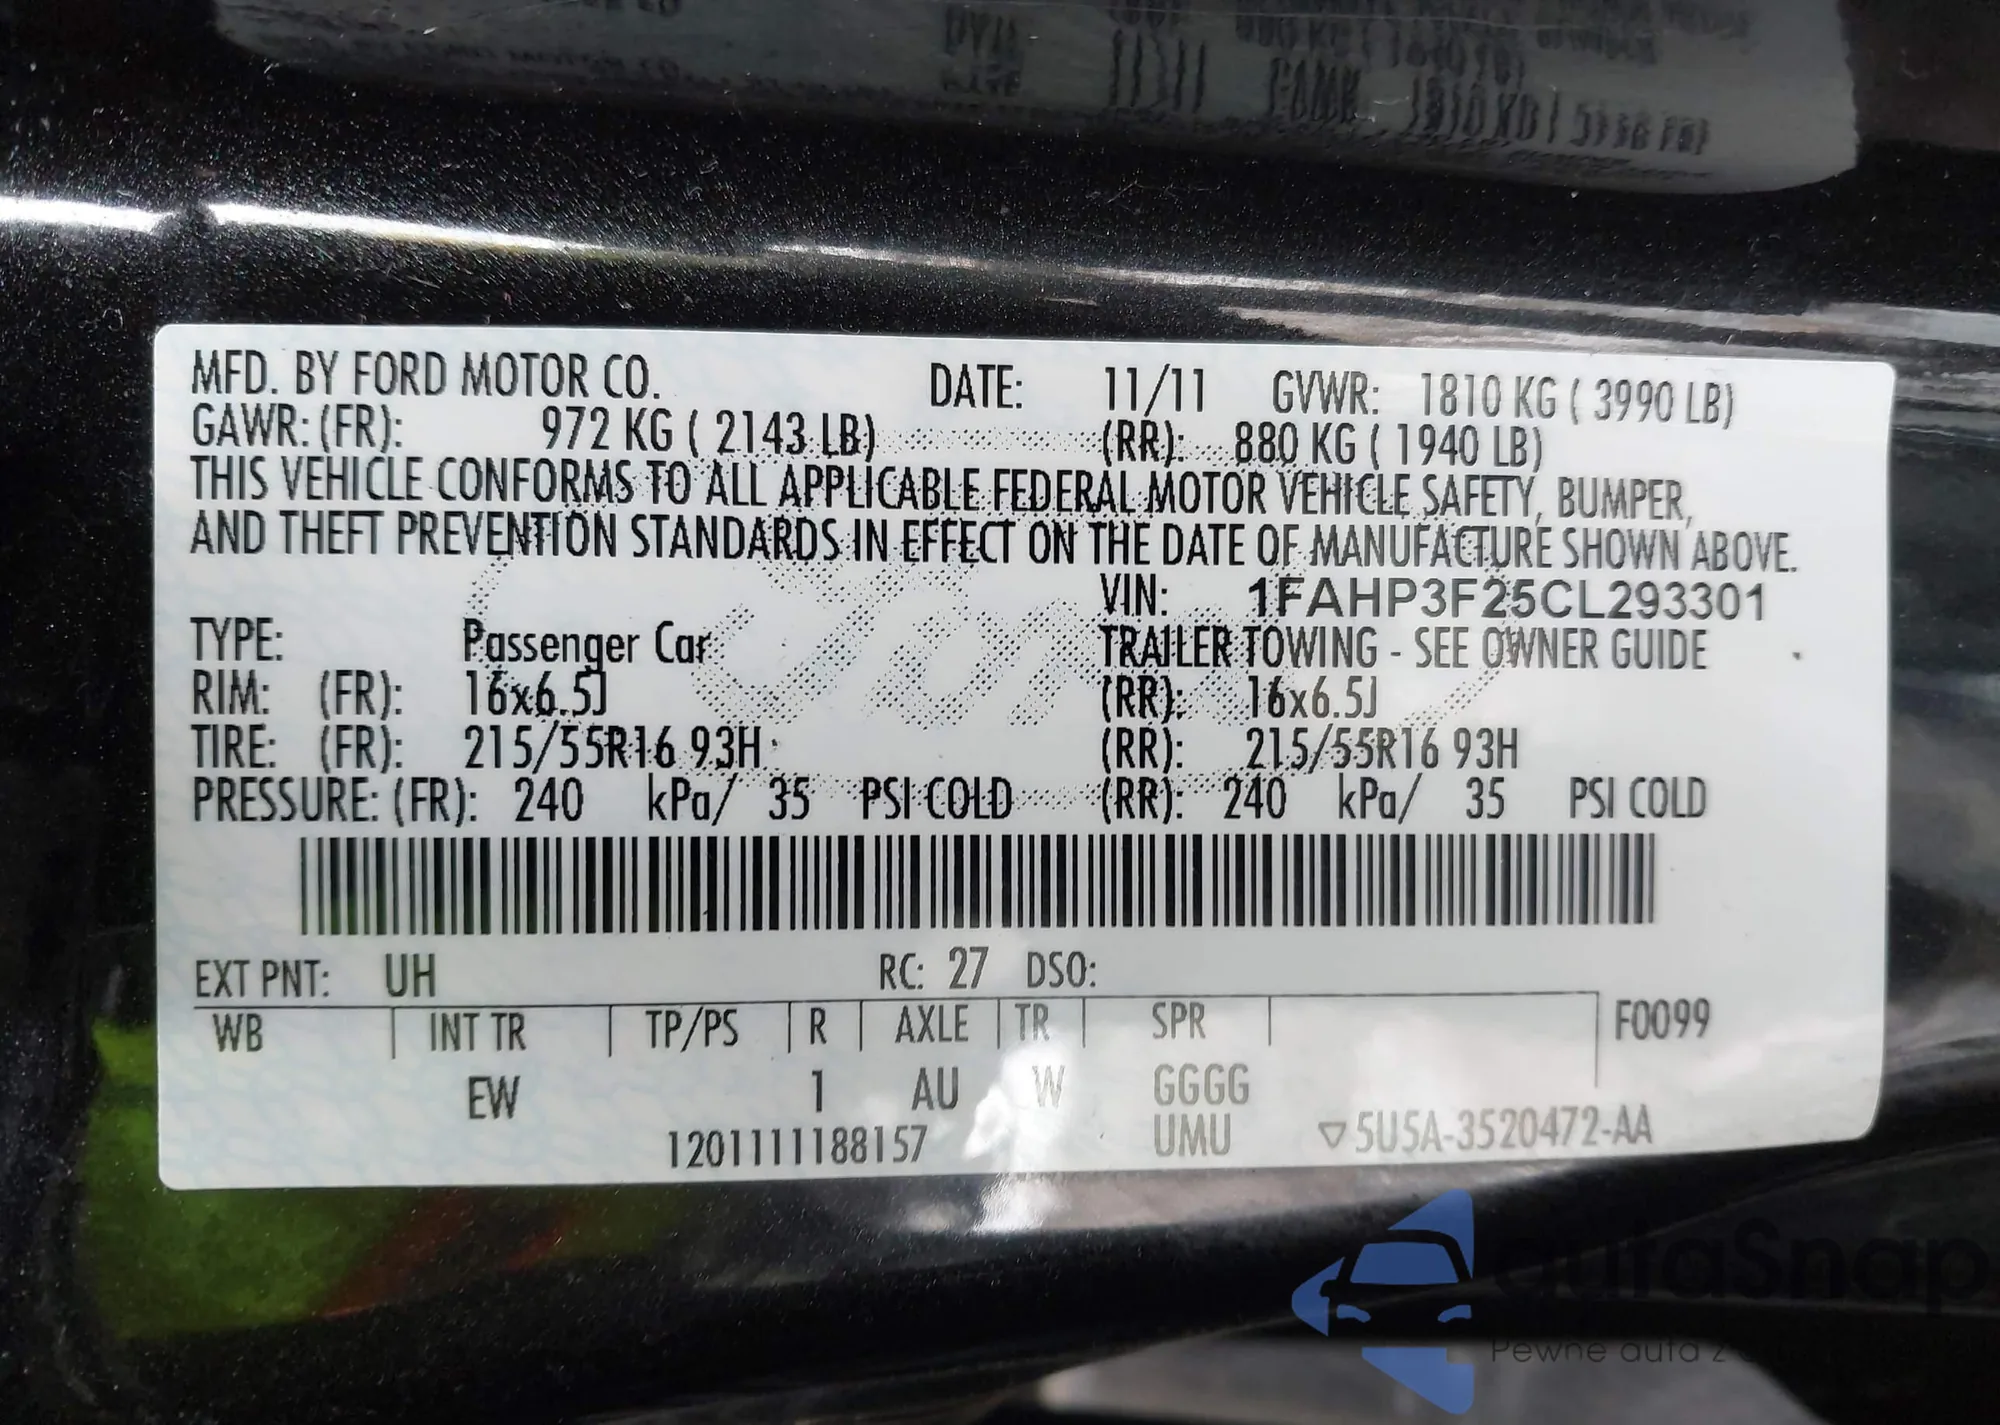 MFD. BY FORD MOTOR CO. DATE: 11/11 GVWR: 1810 KG ( 3990 LB)
GAWR: (FR): 972 KG ( 2143 LB) (RR): 880 KG ( 1940 LB)
THIS VEHICLE CONFORMS TO ALL APPLICABLE FEDERAL MOTOR VEHICLE SAFETY, BUMPER,
AND THEFT PREVENTION STANDARDS IN EFFECT ON THE DATE OF MANUFACTURE SHOWN ABOVE.
VIN: 1FAHP3F25CL293301
TYPE: Passenger Car TRAILER TOWING - SEE OWNER GUIDE
RIM: (FR): 16x6.5J (RR): 16x6.5J
TIRE: (FR): 215/55R16 93H (RR): 215/55R16 93H
PRESSURE: (FR): 240 kPa/ 35 PSI COLD (RR): 240 kPa/ 35 PSI COLD
EXT PNT: UH RC: 27 DSO:
WB INT TR TP/PS R AXLE TR SPR F0099
EW 1 AU W GGGG
1201111188157 UMU ▽5U5A-3520472-AA
autaSnap
Pewne auta z